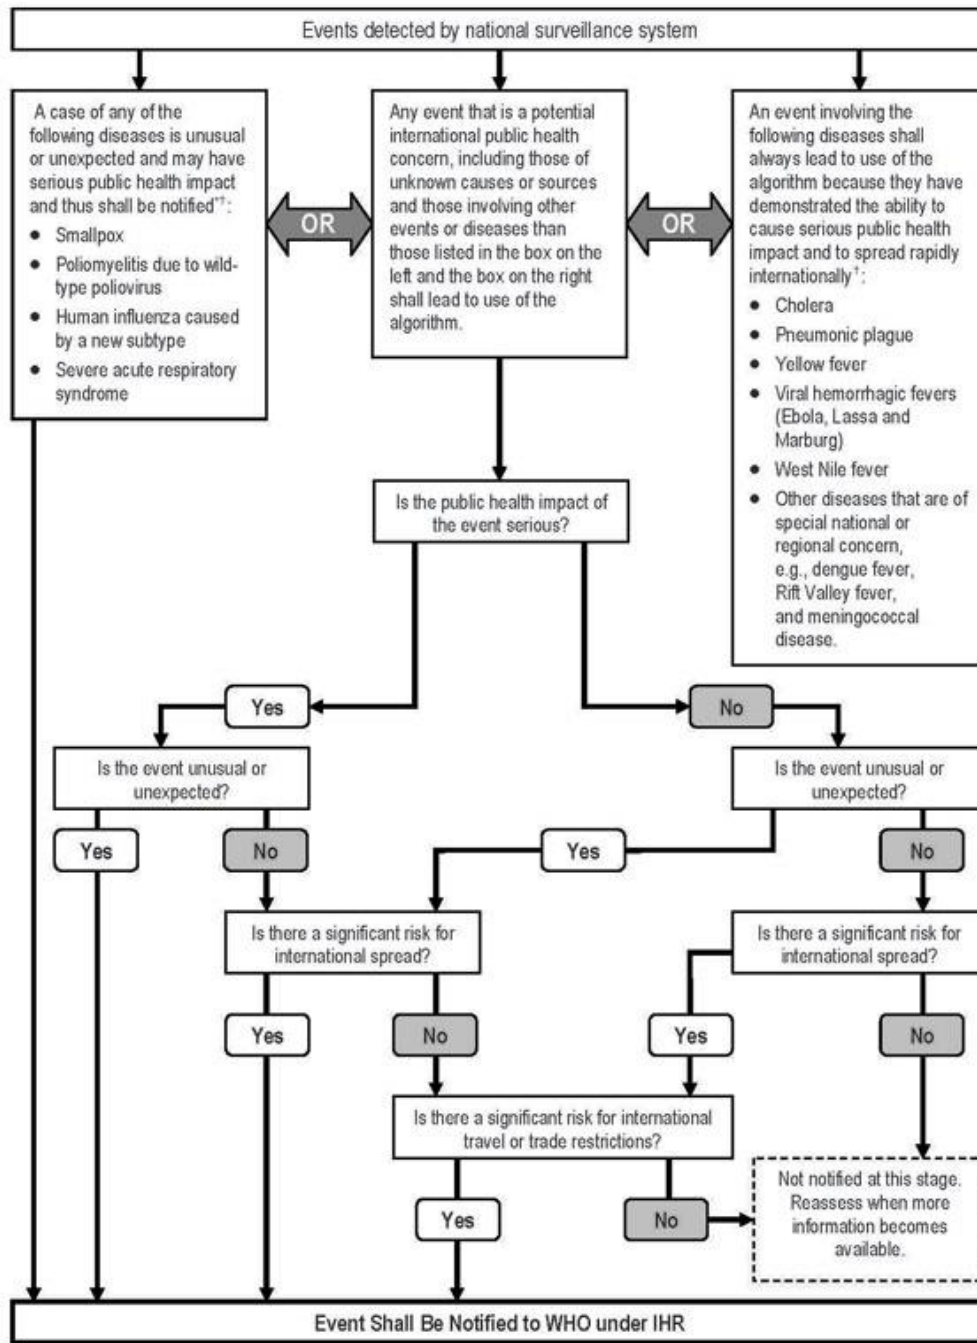 Events detected by national surveillance system
A case of any of the
following diseases is unusual
or unexpected and may have
serious public health impact
and thus shall be notified*†:
● Smallpox
● Poliomyelitis due to wild-
type poliovirus
● Human influenza caused
by a new subtype
● Severe acute respiratory
syndrome
OR
Any event that is a potential
international public health
concern, including those of
unknown causes or sources
and those involving other
events or diseases than
those listed in the box on the
left and the box on the right
shall lead to use of the
algorithm.
OR
An event involving the
following diseases shall
always lead to use of the
algorithm because they have
demonstrated the ability to
cause serious public health
impact and to spread rapidly
internationally†:
● Cholera
● Pneumonic plague
● Yellow fever
● Viral hemorrhagic fevers
(Ebola, Lassa and
Marburg)
● West Nile fever
● Other diseases that are of
special national or
regional concern,
e.g., dengue fever,
Rift Valley fever,
and meningococcal
disease.
Is the public health impact of
the event serious?
Yes
No
Is the event unusual or
unexpected?
Is the event unusual or
unexpected?
Yes
No
Yes
No
Is there a significant risk for
international spread?
Is there a significant risk for
international spread?
Yes
No
Yes
No
Is there a significant risk for international
travel or trade restrictions?
Yes
No
Not notified at this stage.
Reassess when more
information becomes
available.
Event Shall Be Notified to WHO under IHR